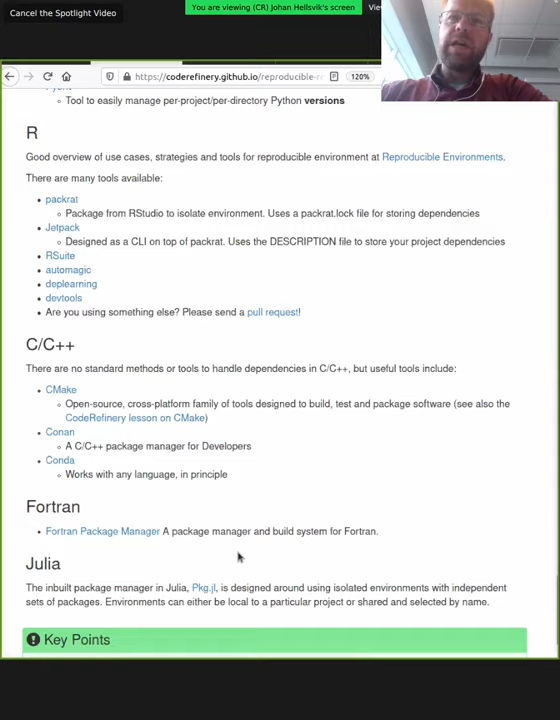 Cancel the Spotlight Video
You are viewing (CR) Johan Hellsvik's screen
View
https://coderefinery.github.io/reproducible-r
120%
Tool to easily manage per-project/per-directory Python versions
R
Good overview of use cases, strategies and tools for reproducible environment at Reproducible Environments.
There are many tools available:
packrat
Package from RStudio to isolate environment. Uses a packrat.lock file for storing dependencies
Jetpack
Designed as a CLI on top of packrat. Uses the DESCRIPTION file to store your project dependencies
RSuite
automagic
deplearning
devtools
Are you using something else? Please send a pull request!
C/C++
There are no standard methods or tools to handle dependencies in C/C++, but useful tools include:
CMake
Open-source, cross-platform family of tools designed to build, test and package software (see also the
CodeRefinery lesson on CMake)
Conan
A C/C++ package manager for Developers
Conda
Works with any language, in principle
Fortran
Fortran Package Manager A package manager and build system for Fortran.
Julia
The inbuilt package manager in Julia, Pkg.jl, is designed around using isolated environments with independent
sets of packages. Environments can either be local to a particular project or shared and selected by name.
Key Points